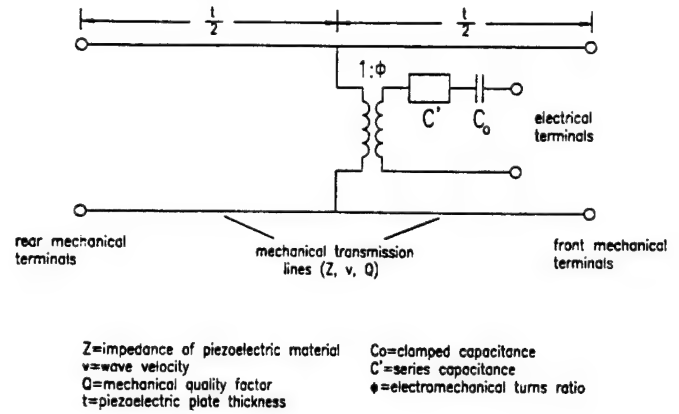 t/2 t/2
1:ϕ
C' C₀
electrical
terminals
rear mechanical
terminals
mechanical transmission
lines (Z, v, Q)
front mechanical
terminals
Z=impedance of piezoelectric material
v=wave velocity
Q=mechanical quality factor
t=piezoelectric plate thickness
Co=clamped capacitance
C'=series capacitance
ϕ=electromechanical turns ratio